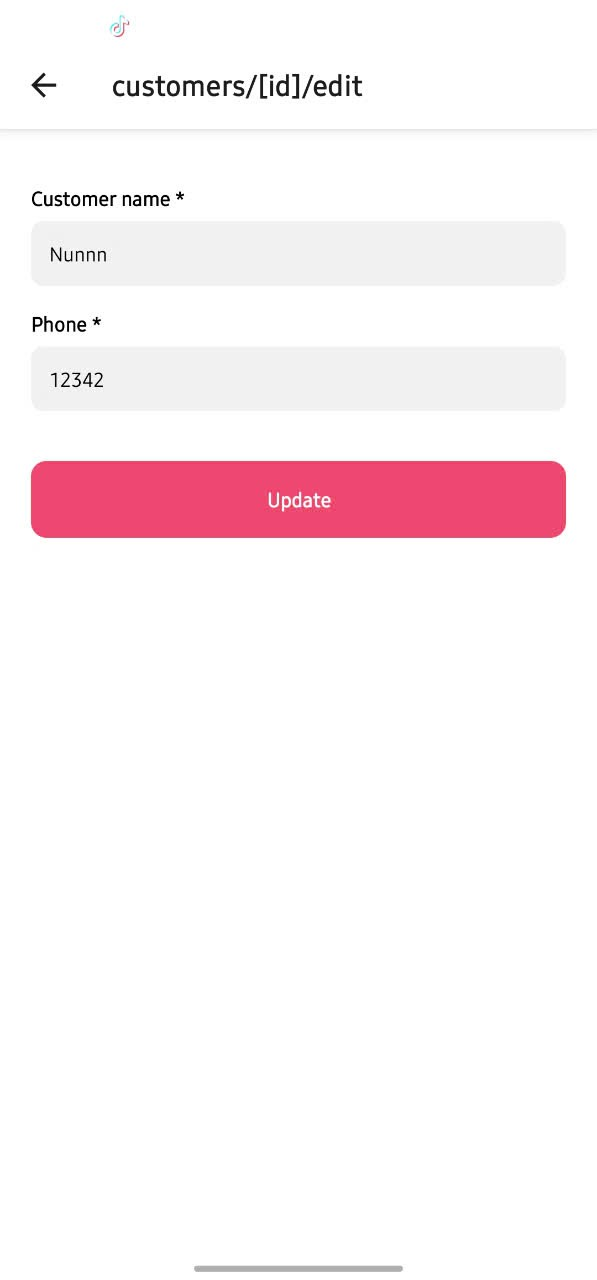 customers/[id]/edit
Customer name *
Nunnn
Phone *
12342
Update